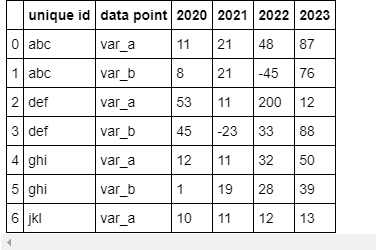 unique id data point 2020 2021 2022 2023
0 abc var_a 11 21 48 87
1 abc var_b 8 21 -45 76
2 def var_a 53 11 200 12
3 def var_b 45 -23 33 88
4 ghi var_a 12 11 32 50
5 ghi var_b 1 19 28 39
6 jkl var_a 10 11 12 13